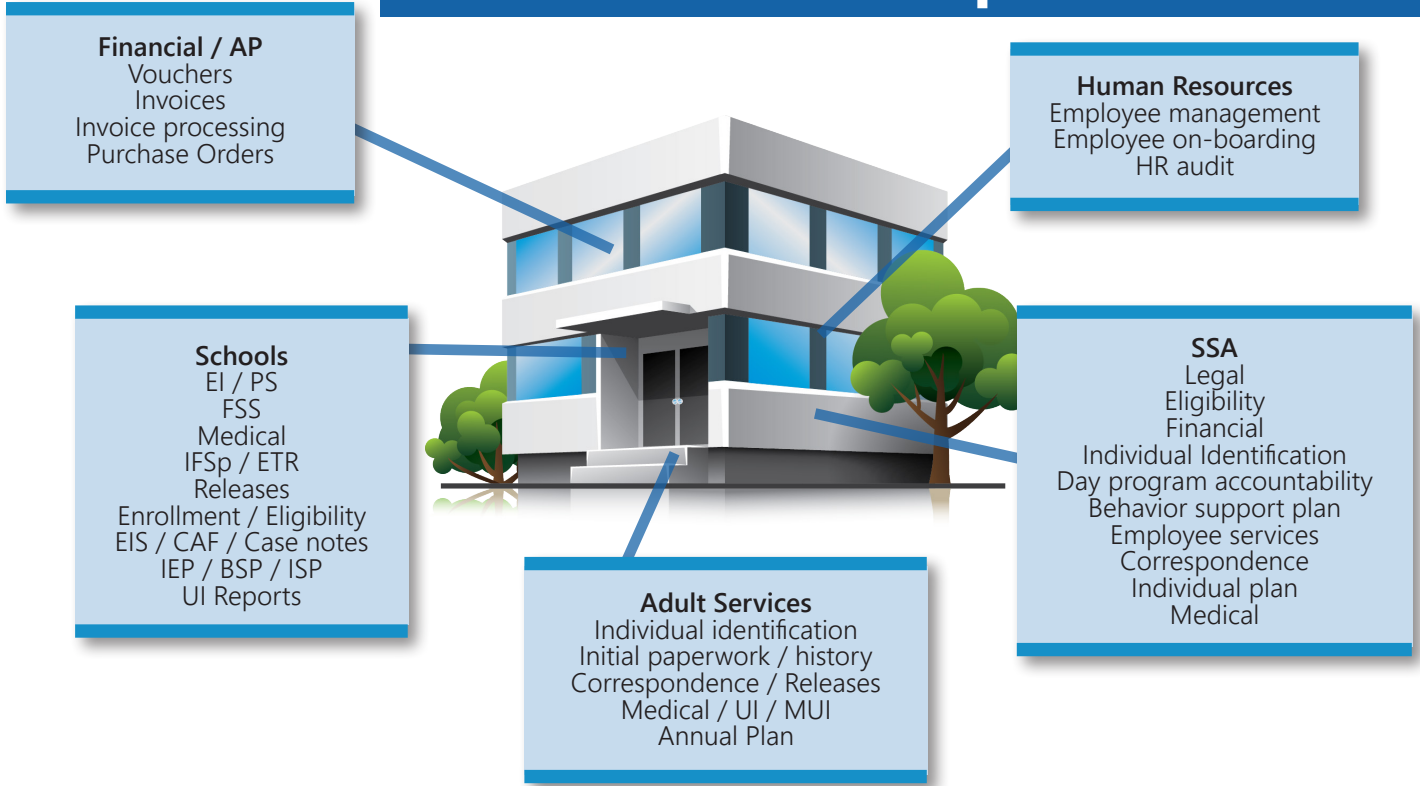 Financial / AP
Vouchers
Invoices
Invoice processing
Purchase Orders
Human Resources
Employee management
Employee on-boarding
HR audit
Schools
EI / PS
FSS
Medical
IFSp / ETR
Releases
Enrollment / Eligibility
EIS / CAF / Case notes
IEP / BSP / ISP
UI Reports
SSA
Legal
Eligibility
Financial
Individual Identification
Day program accountability
Behavior support plan
Employee services
Correspondence
Individual plan
Medical
Adult Services
Individual identification
Initial paperwork / history
Correspondence / Releases
Medical / UI / MUI
Annual Plan